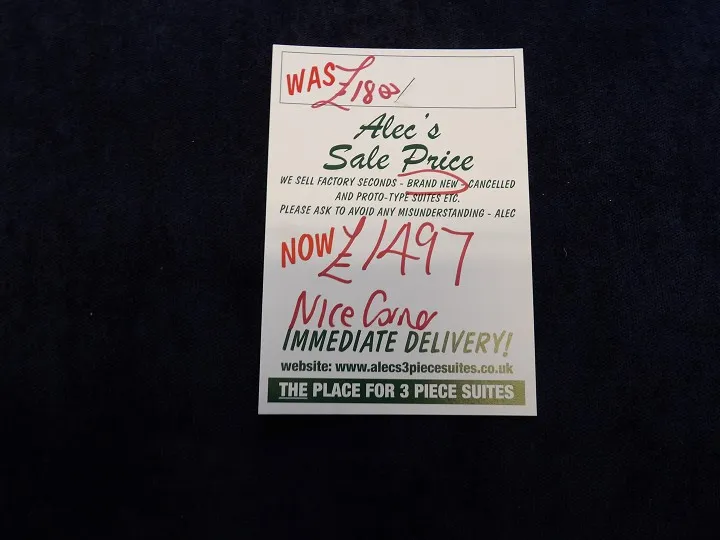 WAS £1800/
Alec's
Sale Price
WE SELL FACTORY SECONDS - BRAND NEW - CANCELLED
AND PROTO-TYPE SUITES ETC.
PLEASE ASK TO AVOID ANY MISUNDERSTANDING - ALEC
NOW £1497
Nice
IMMEDIATE DELIVERY!
website: www.alecs3piecesuites.co.uk
THE PLACE FOR 3 PIECE SUITES